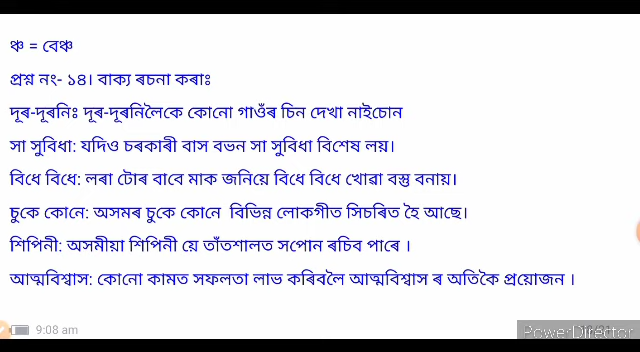 ঞ্চ = বেঞ্চ
প্ৰশ্ন নং- ১৪। বাক্য ৰচনা কৰাঃ
দূৰ-দূৰনিঃ দূৰ-দূৰনিলৈকে কোনো গাওঁৰ চিন দেখা নাইচোন
সা সুবিধা: যদিও চৰকাৰী বাস বভন সা সুবিধা বিশেষ লয়।
বিধে বিধে: লৰা টোৰ বাবে মাক জনিয়ে বিধে বিধে খোৱা বস্তু বনায়।
চুকে কোনে: অসমৰ চুকে কোনে বিভিন্ন লোকগীত সিচৰিত হৈ আছে।
শিপিনী: অসমীয়া শিপিনী য়ে তাঁতশালত সপোন ৰচিব পাৰে ।
আত্মবিশ্বাস: কোনো কামত সফলতা লাভ কৰিবলৈ আত্মবিশ্বাস ৰ অতিকৈ প্ৰয়োজন ।
9:08 am
PowerDirector